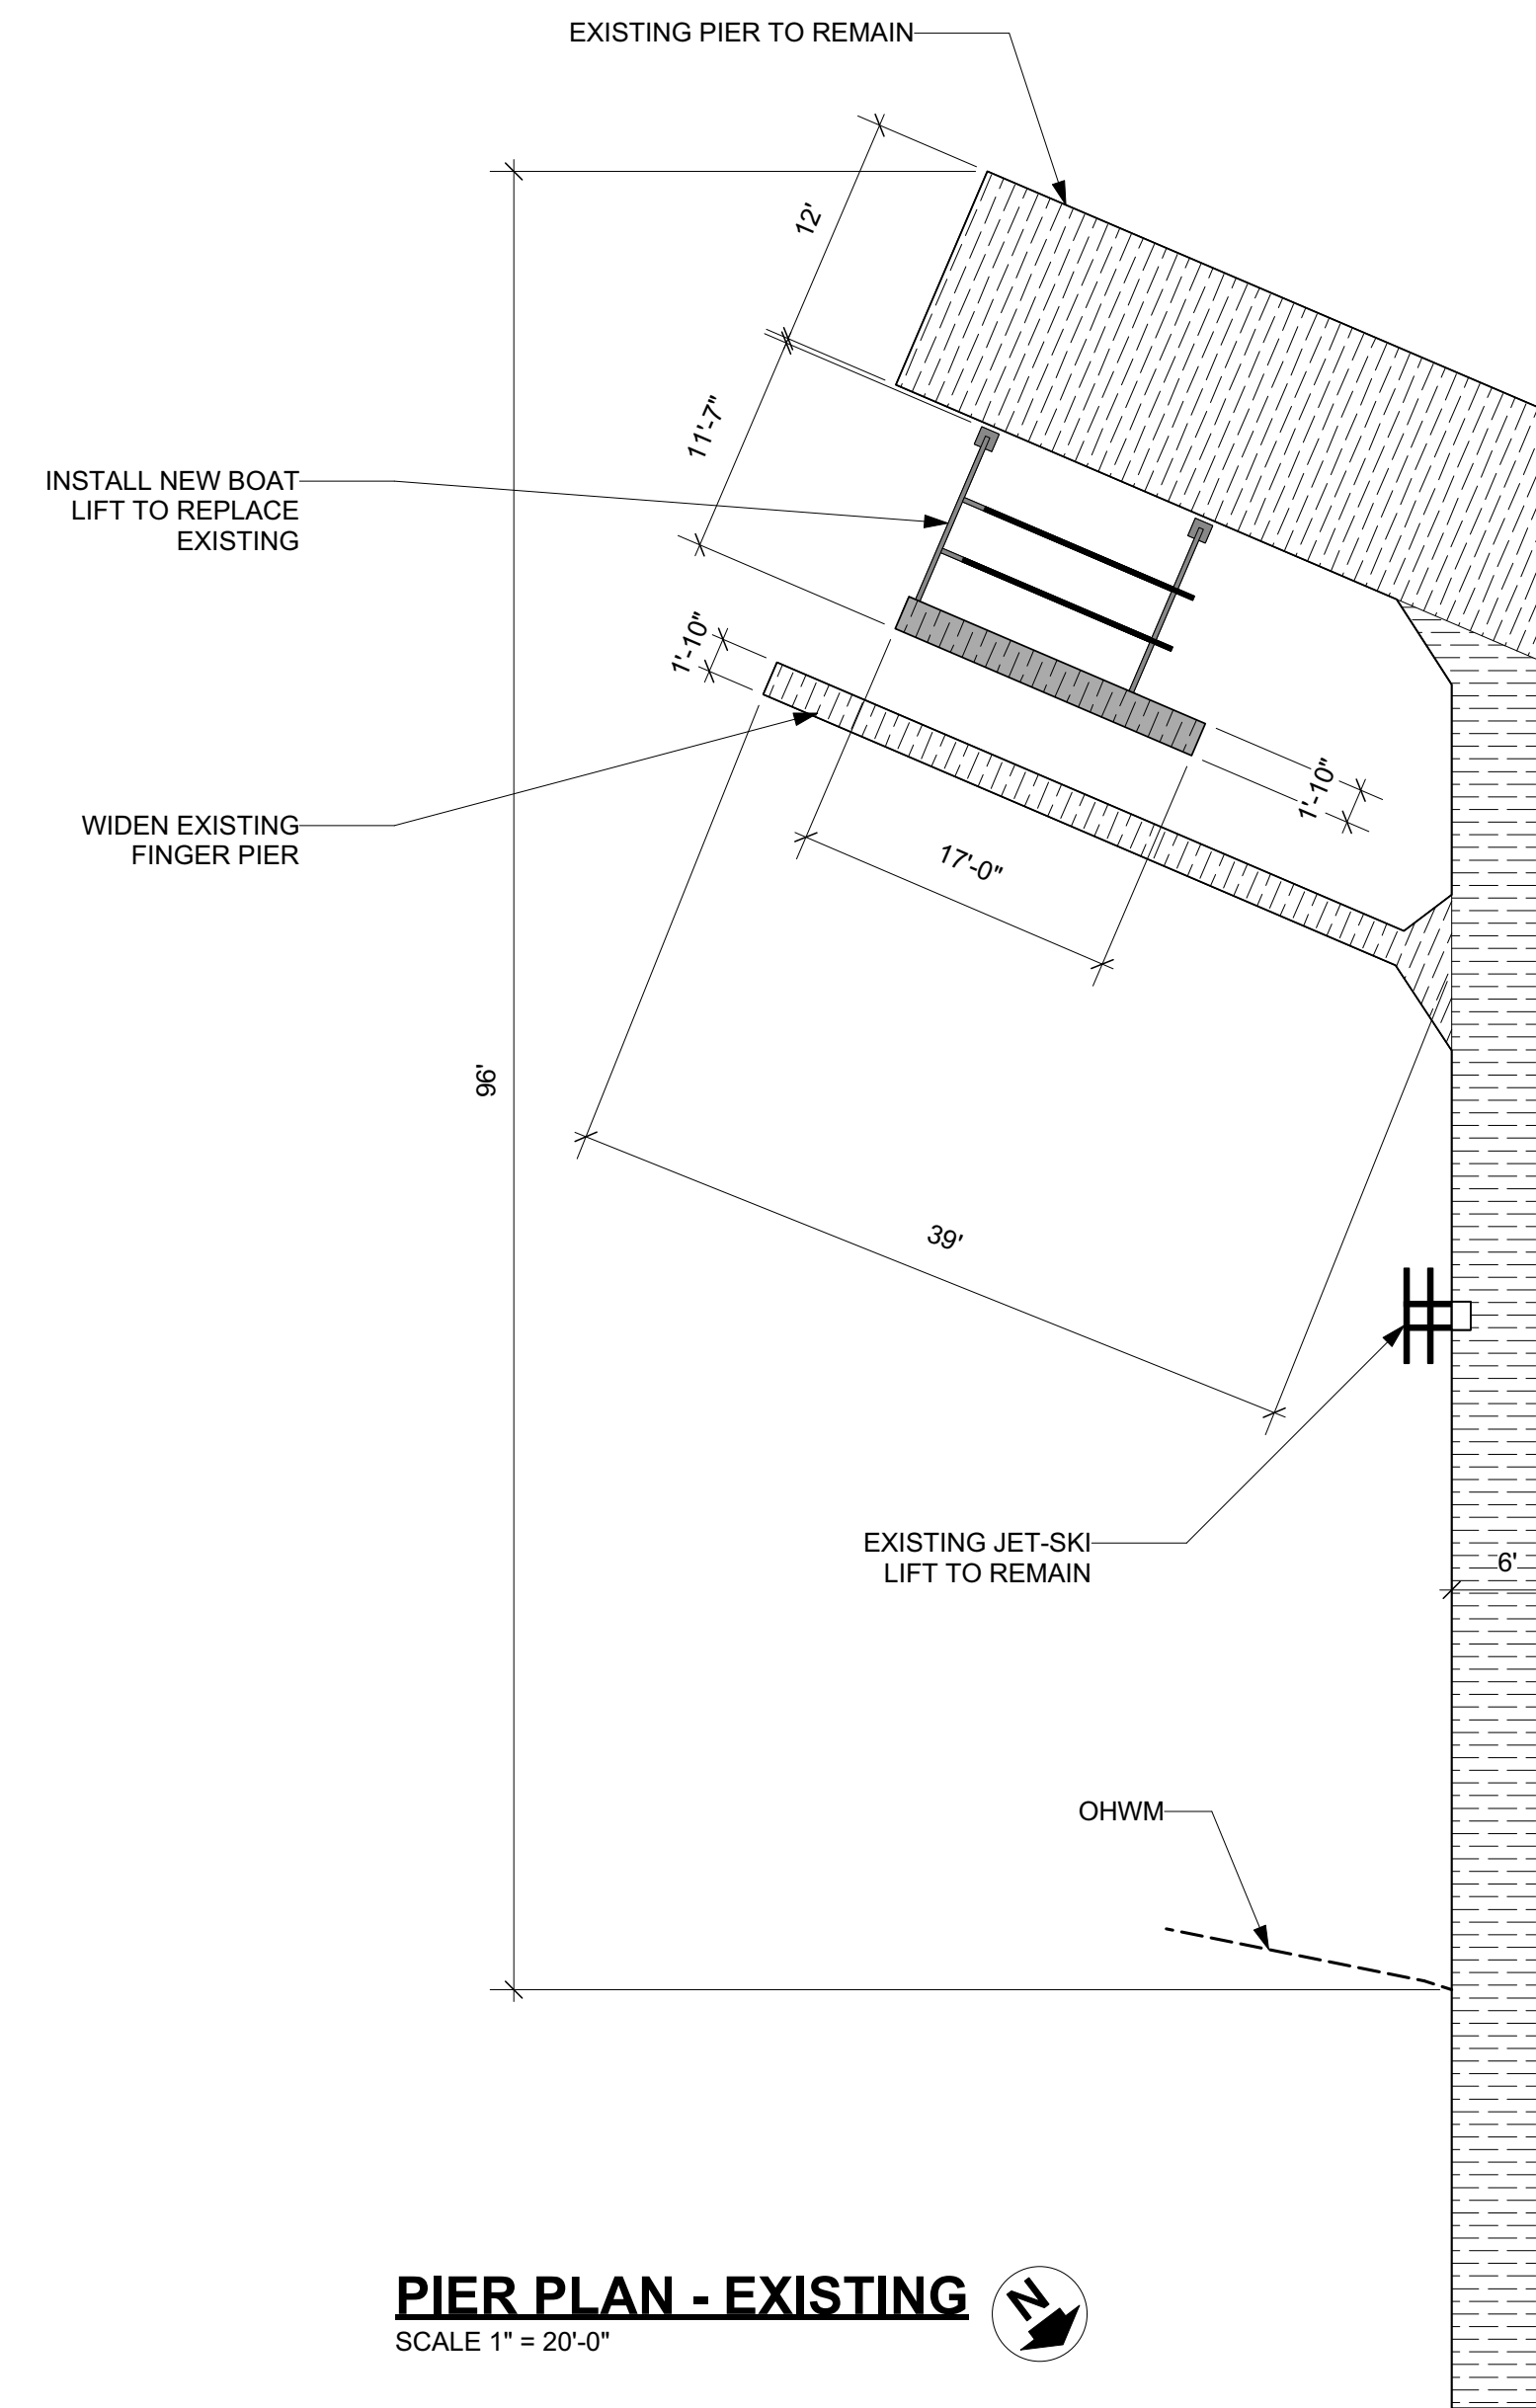 EXISTING PIER TO REMAIN
12'
11'-7"
INSTALL NEW BOAT
LIFT TO REPLACE
EXISTING
1'-10"
1'-10"
WIDEN EXISTING
FINGER PIER
17'-0"
96'
39'
EXISTING JET-SKI
LIFT TO REMAIN
6'
OHWM
PIER PLAN - EXISTING
N
SCALE 1" = 20'-0"